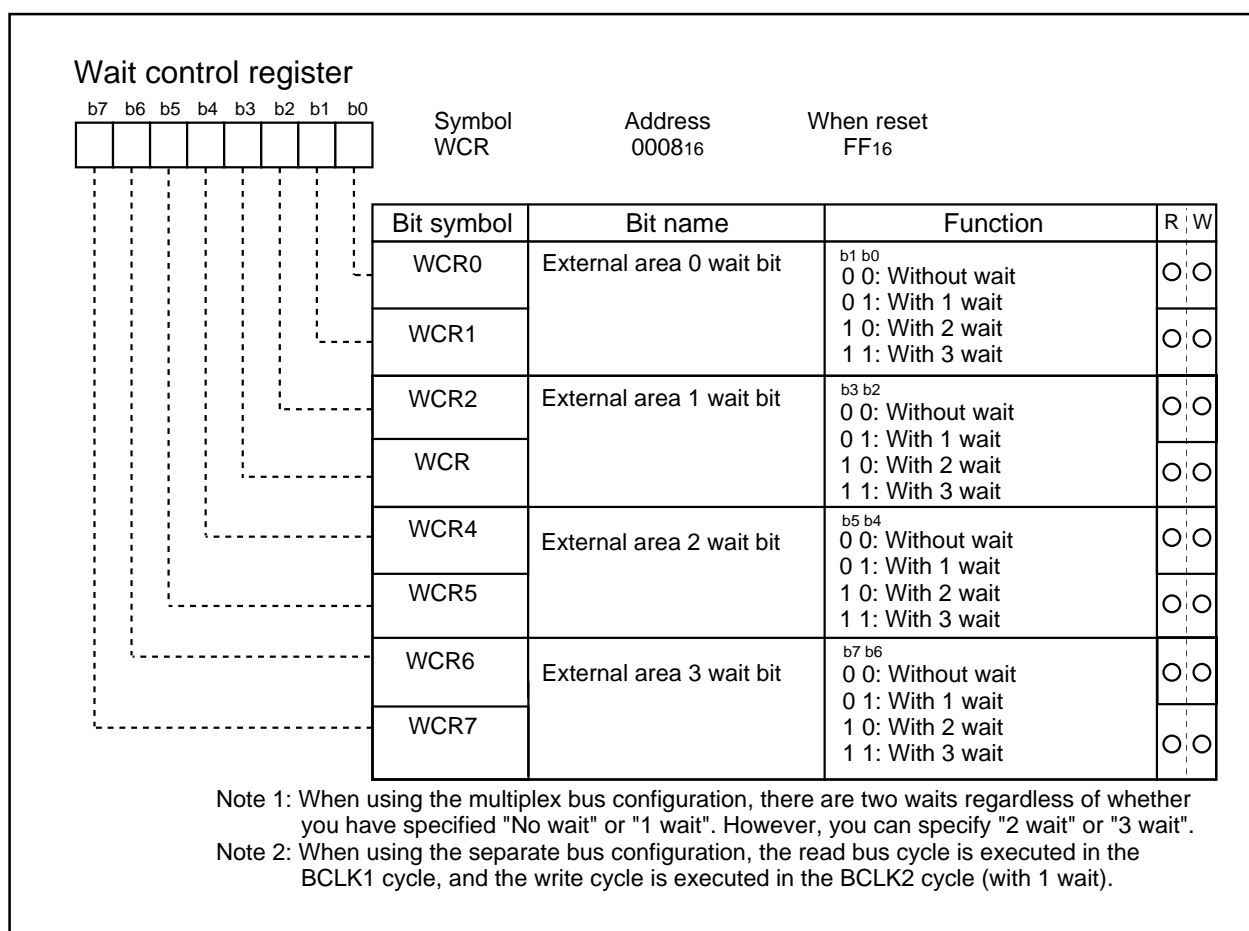 Wait control register
b7 b6 b5 b4 b3 b2 b1 b0
Symbol Address When reset
WCR 000816 FF16
Bit symbol Bit name Function R W
WCR0 External area 0 wait bit
b1 b0
0 0: Without wait
0 1: With 1 wait
WCR1 1 0: With 2 wait
1 1: With 3 wait
WCR2 External area 1 wait bit
b3 b2
0 0: Without wait
0 1: With 1 wait
WCR 1 0: With 2 wait
1 1: With 3 wait
WCR4 External area 2 wait bit
b5 b4
0 0: Without wait
0 1: With 1 wait
WCR5 1 0: With 2 wait
1 1: With 3 wait
WCR6 External area 3 wait bit
b7 b6
0 0: Without wait
0 1: With 1 wait
WCR7 1 0: With 2 wait
1 1: With 3 wait
Note 1: When using the multiplex bus configuration, there are two waits regardless of whether
you have specified "No wait" or "1 wait". However, you can specify "2 wait" or "3 wait".
Note 2: When using the separate bus configuration, the read bus cycle is executed in the
BCLK1 cycle, and the write cycle is executed in the BCLK2 cycle (with 1 wait).